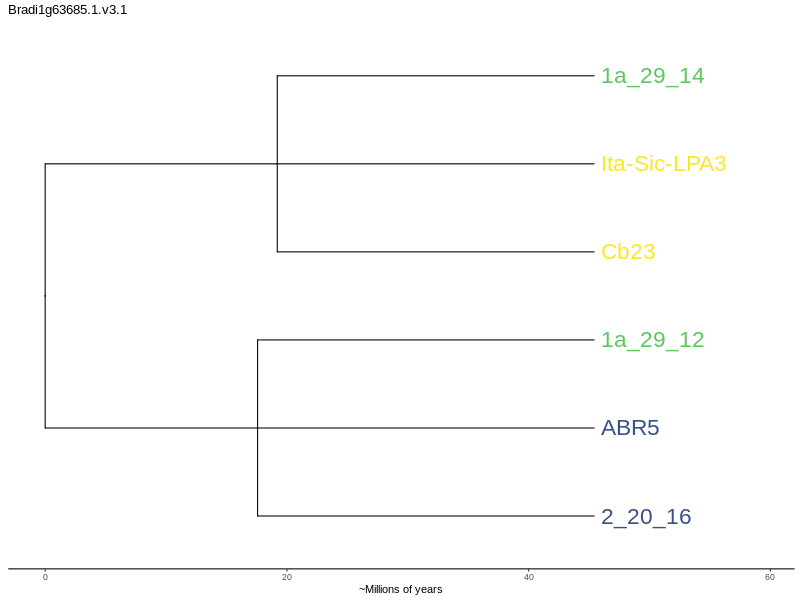 Bradi1g63685.1.v3.1
1a_29_14
Ita-Sic-LPA3
Cb23
1a_29_12
ABR5
2_20_16
0 20 40 60
~Millions of years